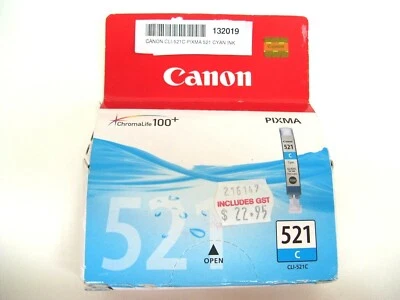 132019
CANON CLI-521C PIXMA 521 CYAN INK
Canon
ChromaLife 100+
PIXMA
521
C
521
216147
INCLUDES GST
$ 22.95
OPEN
521
C
CLI-521C